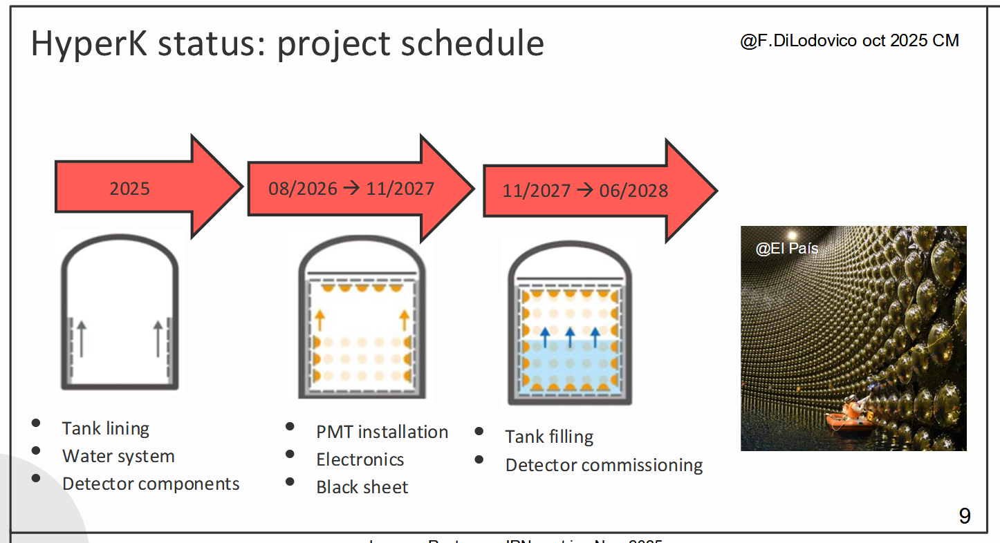 HyperK status: project schedule
@F.DiLodovico oct 2025 CM
2025
08/2026 → 11/2027
11/2027 → 06/2028
@El País
• Tank lining
• Water system
• Detector components
• PMT installation
• Electronics
• Black sheet
• Tank filling
• Detector commissioning
9
2025